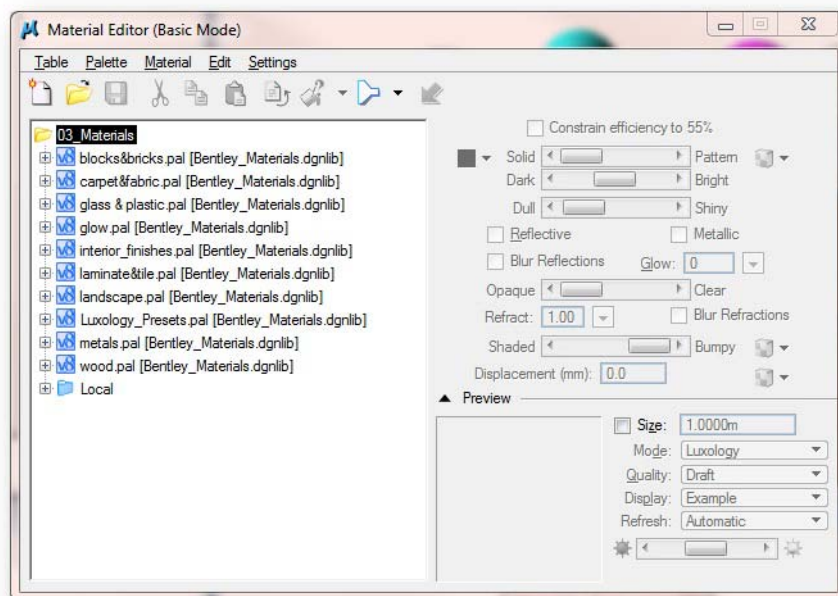 Material Editor (Basic Mode)
Table Palette Material Edit Settings
03_Materials
blocks&bricks.pal [Bentley_Materials.dgnlib]
carpet&fabric.pal [Bentley_Materials.dgnlib]
glass & plastic.pal [Bentley_Materials.dgnlib]
glow.pal [Bentley_Materials.dgnlib]
interior_finishes.pal [Bentley_Materials.dgnlib]
laminate&tile.pal [Bentley_Materials.dgnlib]
landscape.pal [Bentley_Materials.dgnlib]
Luxology_Presets.pal [Bentley_Materials.dgnlib]
metals.pal [Bentley_Materials.dgnlib]
wood.pal [Bentley_Materials.dgnlib]
Local
Constrain efficiency to 55%
Solid Pattern
Dark Bright
Dull Shiny
Reflective Metallic
Blur Reflections Glow: 0
Opaque Clear
Refract: 1.00 Blur Refractions
Shaded Bumpy
Displacement (mm): 0.0
Preview
Size: 1.0000m
Mode: Luxology
Quality: Draft
Display: Example
Refresh: Automatic